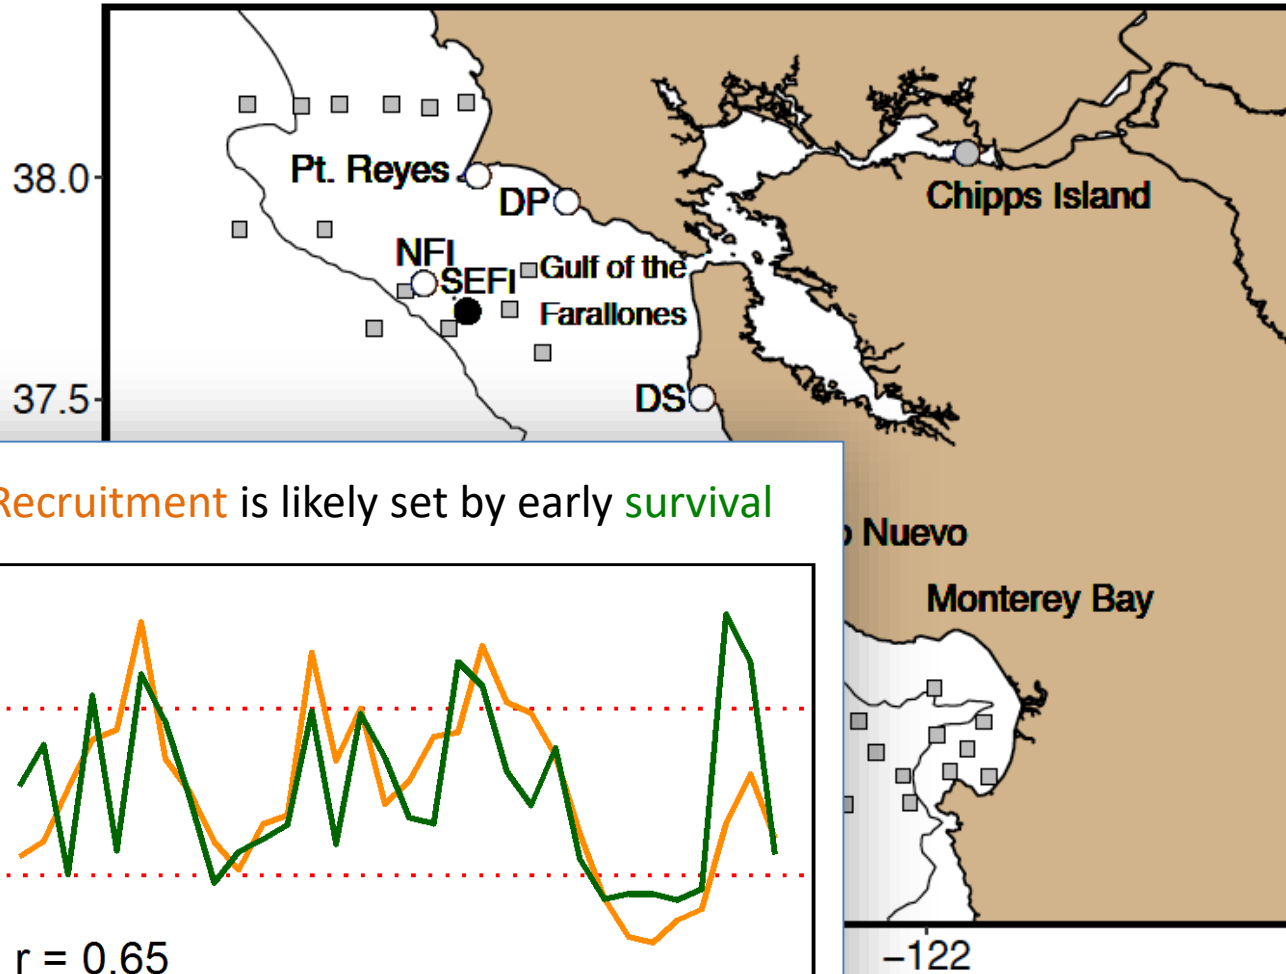 38.0
Pt. Reyes
DP
Chipps Island
NFI
SEFI
Gulf of the
Farallones
37.5
DS
Recruitment is likely set by early survival
Nuevo
Monterey Bay
r = 0.65
−122